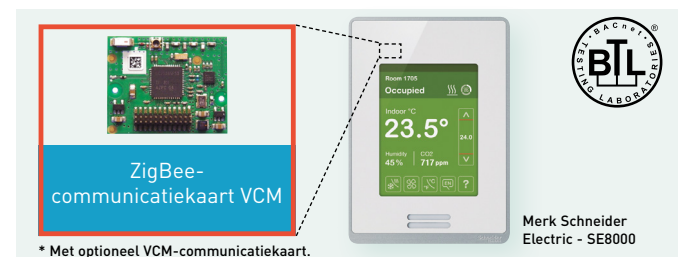 ZigBee-
communicatiekaart VCM
* Met optioneel VCM-communicatiekaart.
Room 1705
Occupied
Indoor °C
23.5°
24.0
Humidity
45%
CO2
717 ppm
?
BACnet
TESTING LABORATORIES
BTL
®
Merk Schneider
Electric - SE8000